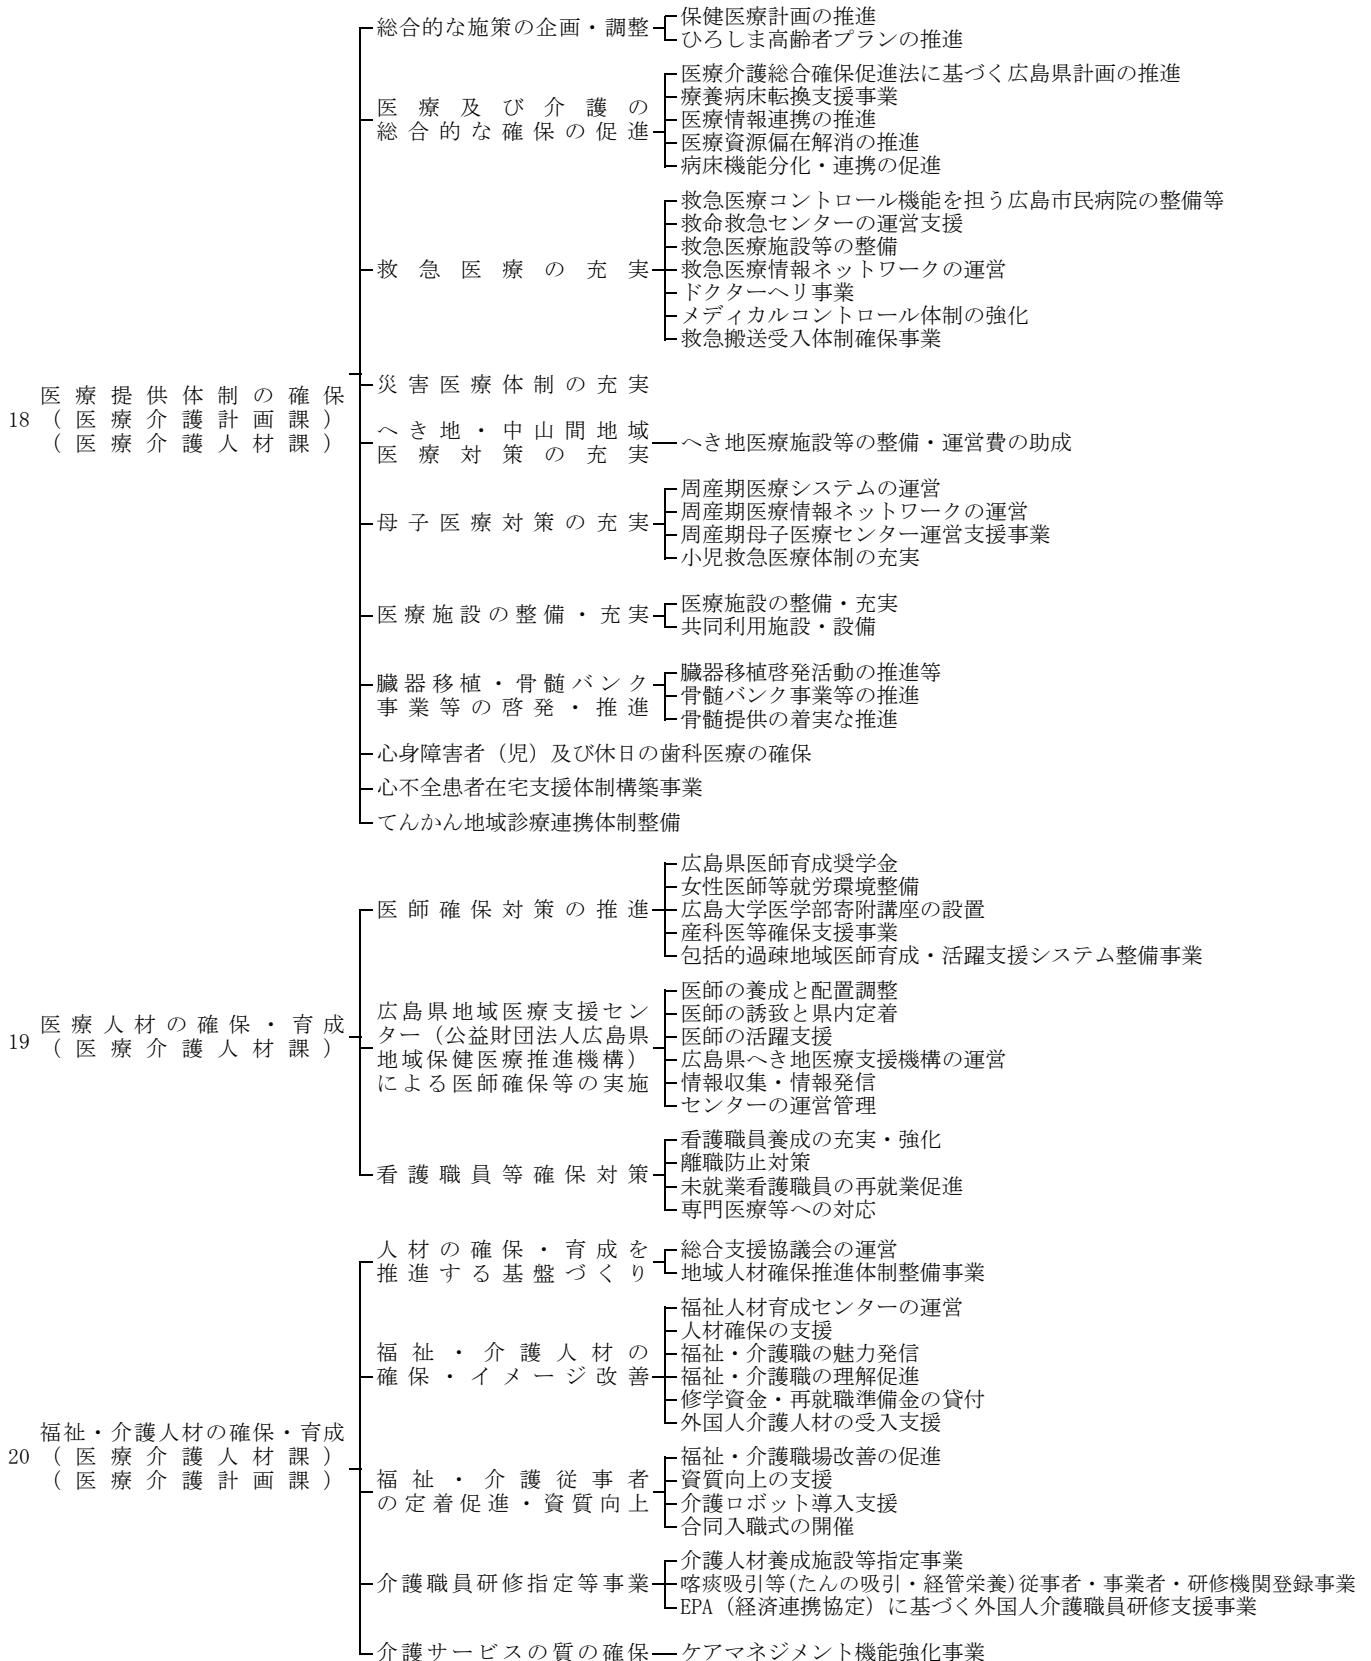 18 医療提供体制の確保
（医療介護計画課）
（医療介護人材課）
総合的な施策の企画・調整
保健医療計画の推進
ひろしま高齢者プランの推進
医療及び介護の
総合的な確保の促進
医療介護総合確保促進法に基づく広島県計画の推進
療養病床転換支援事業
医療情報連携の推進
医療資源偏在解消の推進
病床機能分化・連携の促進
救急医療の充実
救急医療コントロール機能を担う広島市民病院の整備等
救命救急センターの運営支援
救急医療施設等の整備
救急医療情報ネットワークの運営
ドクターヘリ事業
メディカルコントロール体制の強化
救急搬送受入体制確保事業
災害医療体制の充実
へき地・中山間地域
医療対策の充実
へき地医療施設等の整備・運営費の助成
母子医療対策の充実
周産期医療システムの運営
周産期医療情報ネットワークの運営
周産期母子医療センター運営支援事業
小児救急医療体制の充実
医療施設の整備・充実
医療施設の整備・充実
共同利用施設・設備
臓器移植・骨髄バンク
事業等の啓発・推進
臓器移植啓発活動の推進等
骨髄バンク事業等の推進
骨髄提供の着実な推進
心身障害者（児）及び休日の歯科医療の確保
心不全患者在宅支援体制構築事業
てんかん地域診療連携体制整備
19 医療人材の確保・育成
（医療介護人材課）
医師確保対策の推進
広島県医師育成奨学金
女性医師等就労環境整備
広島大学医学部寄附講座の設置
産科医等確保支援事業
包括的過疎地域医師育成・活躍支援システム整備事業
広島県地域医療支援セン
ター（公益財団法人広島県
地域保健医療推進機構）
による医師確保等の実施
医師の養成と配置調整
医師の誘致と県内定着
医師の活躍支援
広島県へき地医療支援機構の運営
情報収集・情報発信
センターの運営管理
看護職員等確保対策
看護職員養成の充実・強化
離職防止対策
未就業看護職員の再就業促進
専門医療等への対応
20 福祉・介護人材の確保・育成
（医療介護人材課）
（医療介護計画課）
人材の確保・育成を
推進する基盤づくり
総合支援協議会の運営
地域人材確保推進体制整備事業
福祉・介護人材の
確保・イメージ改善
福祉人材育成センターの運営
人材確保の支援
福祉・介護職の魅力発信
福祉・介護職の理解促進
修学資金・再就職準備金の貸付
外国人介護人材の受入支援
福祉・介護従事者
の定着促進・資質向上
福祉・介護職場改善の促進
資質向上の支援
介護ロボット導入支援
合同入職式の開催
介護職員研修指定等事業
介護人材養成施設等指定事業
喀痰吸引等(たんの吸引・経管栄養)従事者・事業者・研修機関登録事業
EPA（経済連携協定）に基づく外国人介護職員研修支援事業
介護サービスの質の確保
ケアマネジメント機能強化事業